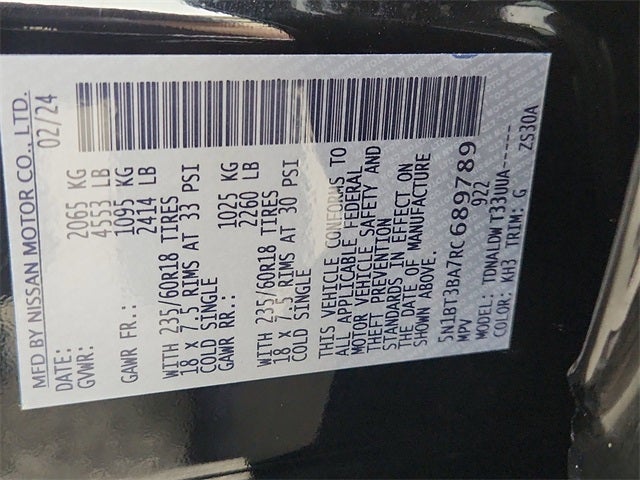 MFD BY NISSAN MOTOR CO., LTD.
DATE: 02/24
GVWR: 2065 KG
4553 LB
GAWR FR.: 1095 KG
2414 LB
WITH 235/60R18 TIRES
18 X 7.5 RIMS AT 33 PSI
COLD SINGLE
GAWR RR.: 1025 KG
2260 LB
WITH 235/60R18 TIRES
18 X 7.5 RIMS AT 30 PSI
COLD SINGLE
THIS VEHICLE CONFORMS TO
ALL APPLICABLE FEDERAL
MOTOR VEHICLE SAFETY AND
THEFT PREVENTION
STANDARDS IN EFFECT ON
THE DATE OF MANUFACTURE
SHOWN ABOVE.
5N1BT3BA7RC689789
MPV 922
MODEL: TDNALDW T33UUA-----
COLOR: KH3 TRIM: G ZS30A